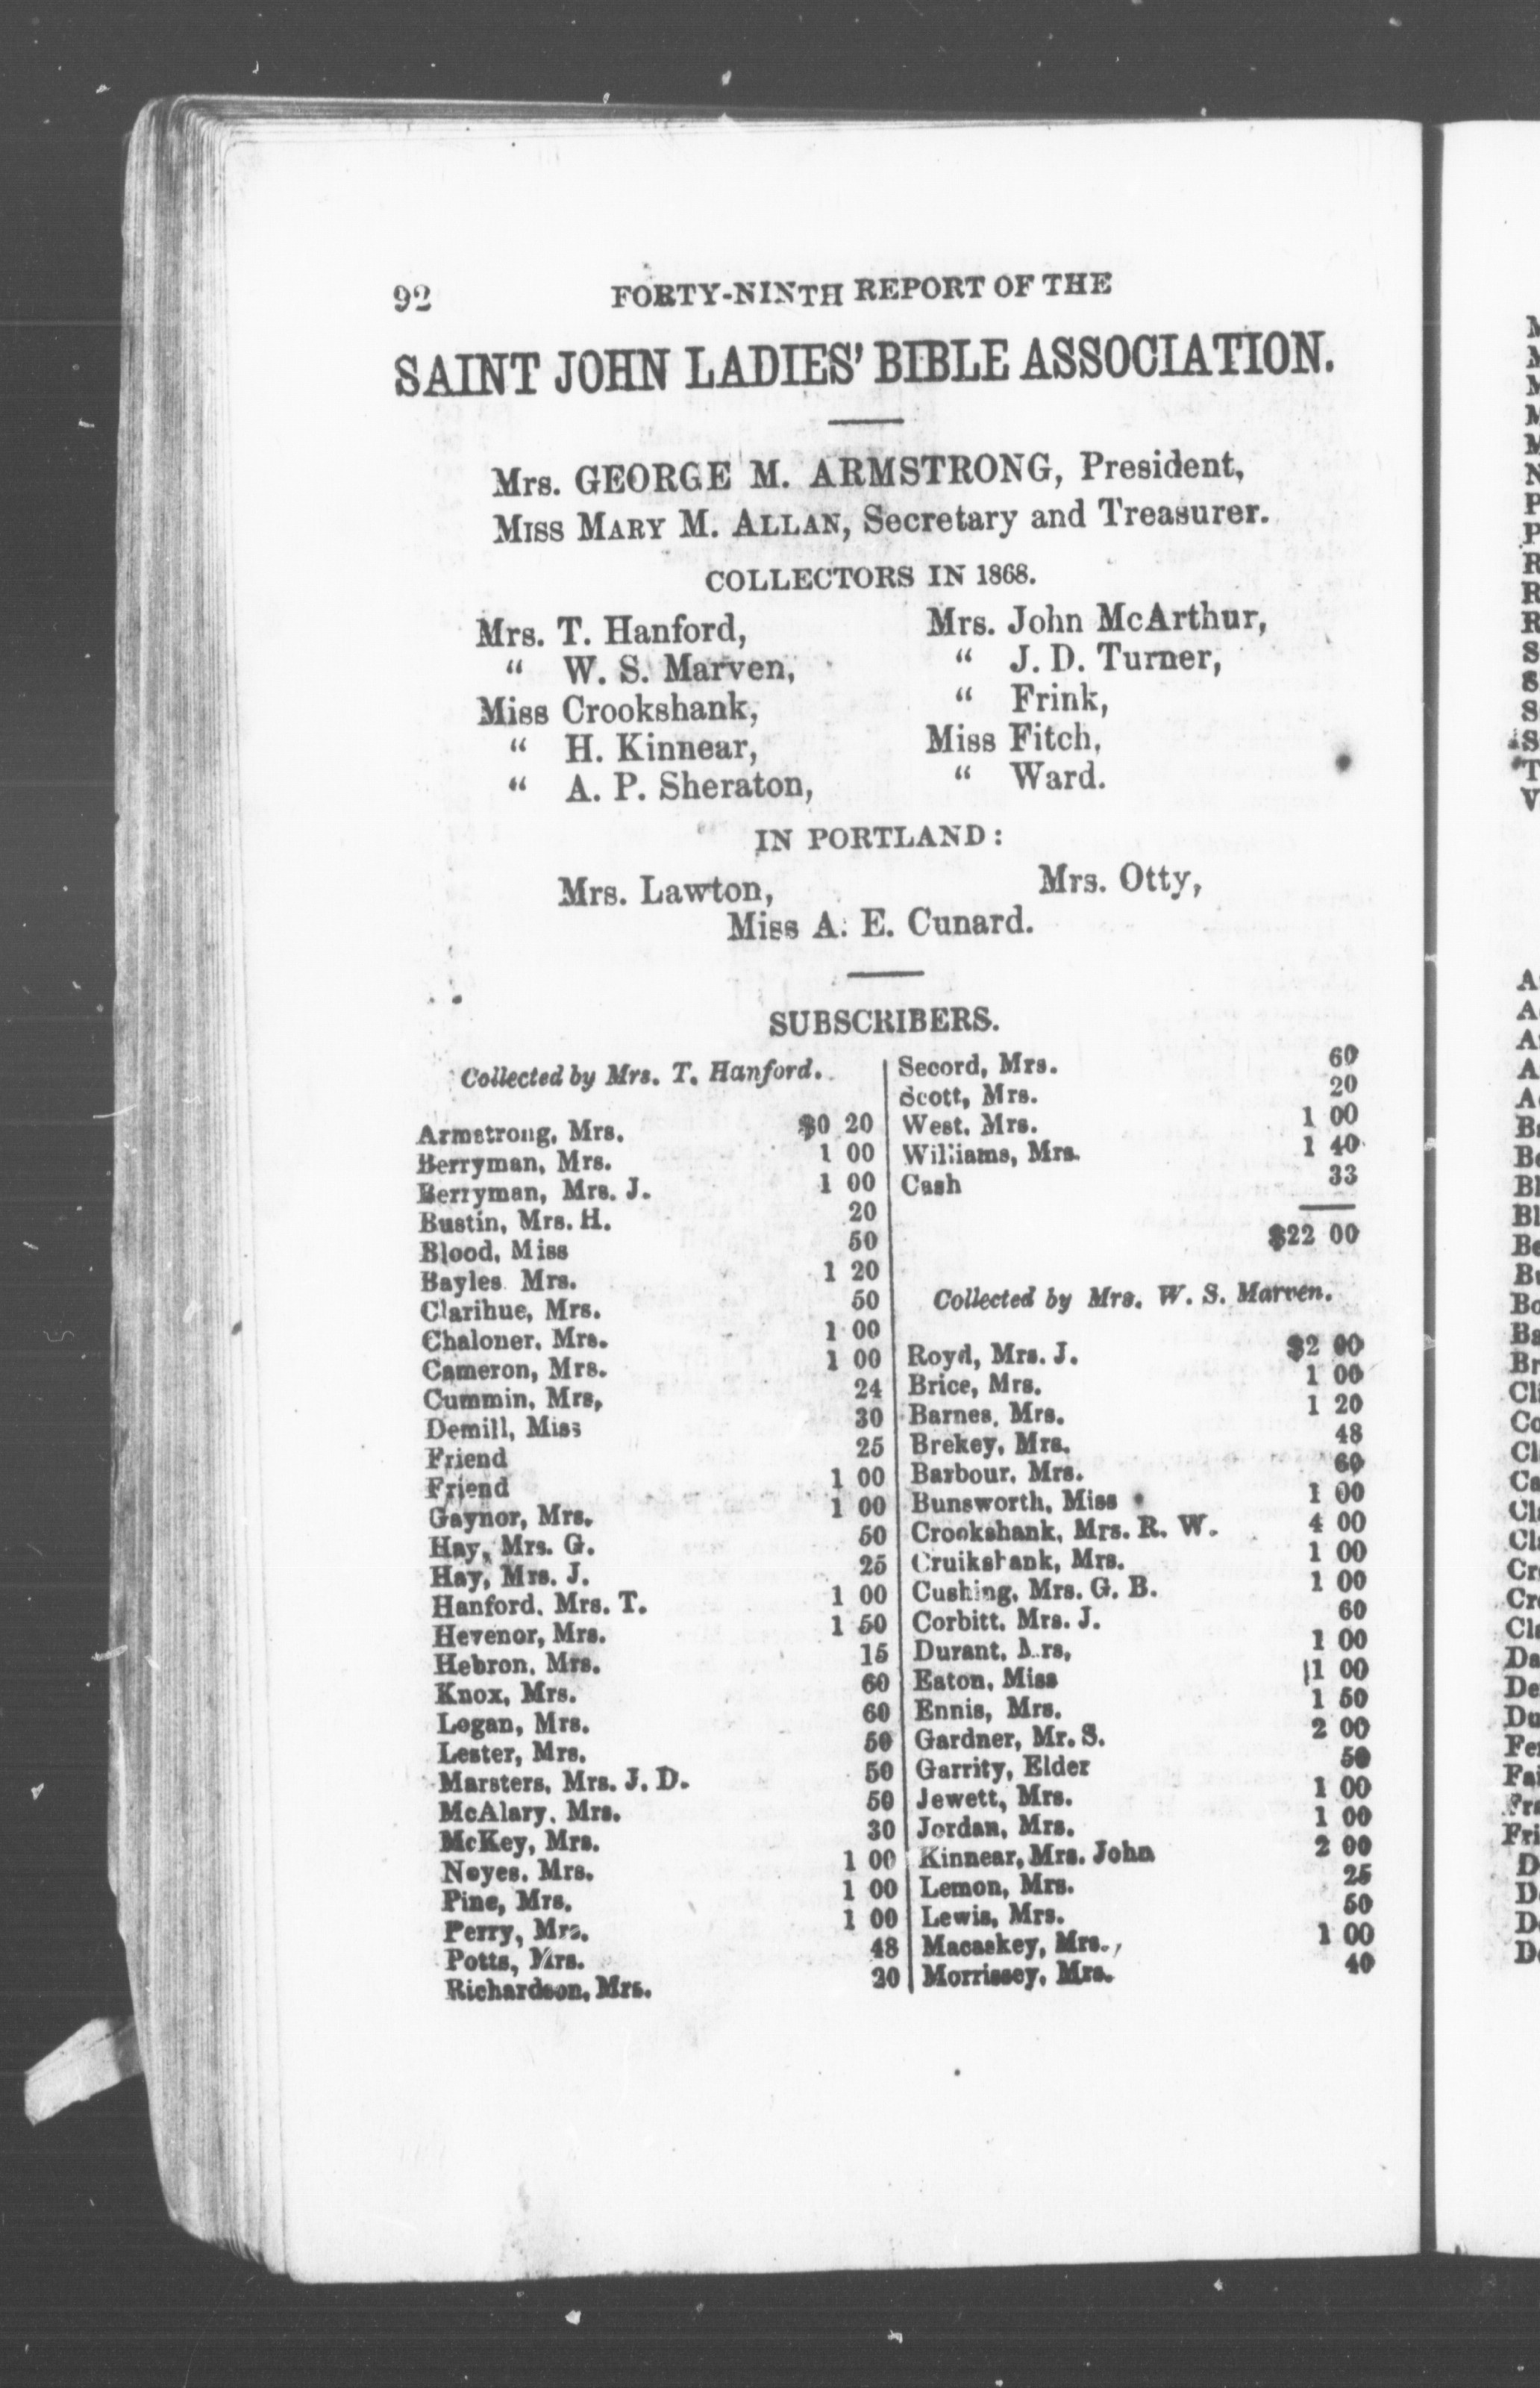 92 FORTY-NINTH REPORT OF THE
SAINT JOHN LADIES' BIBLE ASSOCIATION.
Mrs. GEORGE M. ARMSTRONG, President,
Miss Mary M. Allan, Secretary and Treasurer.
COLLECTORS IN 1868.
Mrs. T. Hanford,
" W. S. Marven,
Miss Crookshank,
" H. Kinnear,
" A. P. Sheraton,
Mrs. John McArthur,
" J. D. Turner,
" Frink,
Miss Fitch,
" Ward.
IN PORTLAND:
Mrs. Lawton, Mrs. Otty,
Miss A. E. Cunard.
SUBSCRIBERS.
Collected by Mrs. T. Hanford.
Armstrong, Mrs. $0 20
Berryman, Mrs. 1 00
Berryman, Mrs. J. 1 00
Bustin, Mrs. H. 20
Blood, Miss 50
Bayles Mrs. 1 20
Clarihue, Mrs. 50
Chaloner, Mrs. 1 00
Cameron, Mrs. 1 00
Cummin, Mrs, 24
Demill, Miss 30
Friend 25
Friend 1 00
Gaynor, Mrs. 1 00
Hay, Mrs. G. 50
Hay, Mrs. J. 25
Hanford, Mrs. T. 1 00
Hevenor, Mrs. 1 50
Hebron, Mrs. 15
Knox, Mrs. 60
Logan, Mrs. 60
Lester, Mrs. 50
Marsters, Mrs. J. D. 50
McAlary, Mrs. 50
McKey, Mrs. 30
Noyes, Mrs. 1 00
Pine, Mrs. 1 00
Perry, Mrs. 1 00
Potts, Mrs. 48
Richardson, Mrs. 20
Secord, Mrs. 60
Scott, Mrs. 20
West, Mrs. 1 00
Williams, Mrs. 1 40
Cash 33
$22 00
Collected by Mrs. W. S. Marven.
Royd, Mrs. J. $2 00
Brice, Mrs. 1 00
Barnes, Mrs. 1 20
Brekey, Mrs. 48
Barbour, Mrs. 60
Bunsworth, Miss 1 00
Crookshank, Mrs. R. W. 4 00
Cruikshank, Mrs. 1 00
Cushing, Mrs. G. B. 1 00
Corbitt, Mrs. J. 60
Durant, Mrs, 1 00
Eaton, Miss 1 00
Ennis, Mrs. 1 50
Gardner, Mr. S. 2 00
Garrity, Elder 50
Jewett, Mrs. 1 00
Jordan, Mrs. 1 00
Kinnear, Mrs. John 2 00
Lemon, Mrs. 25
Lewis, Mrs. 50
Macaskey, Mrs. 1 00
Morrissey, Mrs. 40